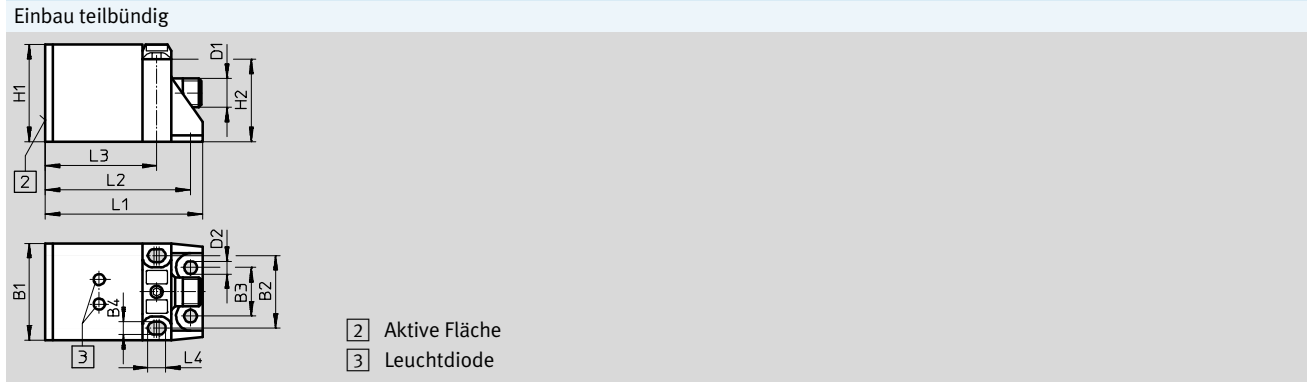 Einbau teilbündig
H1
D1
H2
L3
2
L2
L1
D2
B1
B4
B3
B2
3
L4
2 Aktive Fläche
3 Leuchtdiode